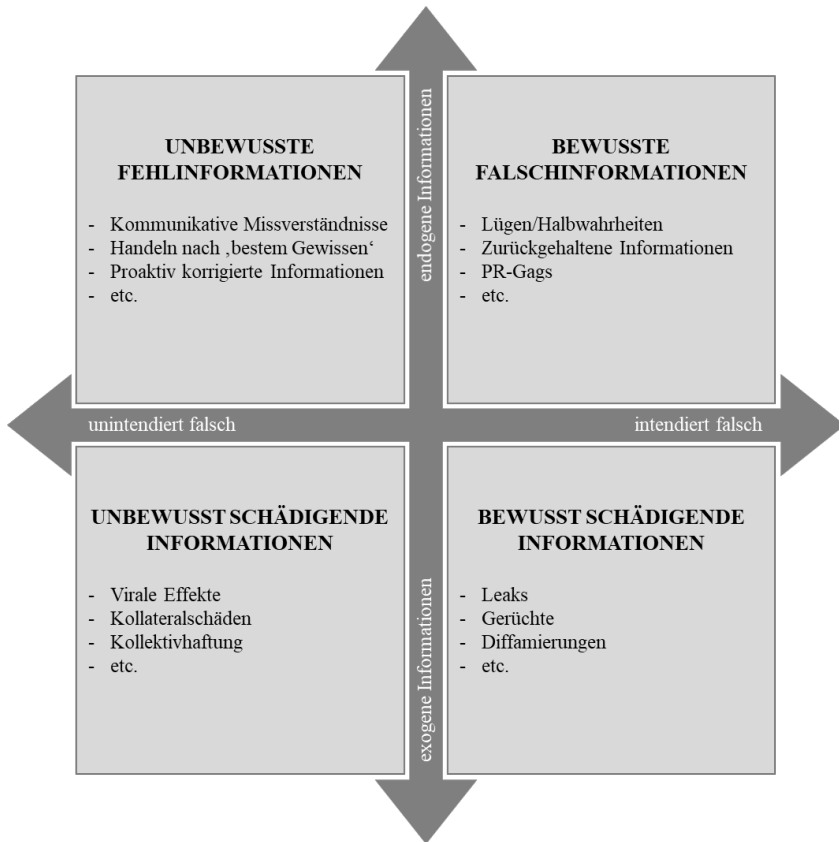 UNBEWUSSTE
FEHLINFORMATIONEN
- Kommunikative Missverständnisse
- Handeln nach ‚bestem Gewissen‘
- Proaktiv korrigierte Informationen
- etc.
endogene Informationen
BEWUSSTE
FALSCHINFORMATIONEN
- Lügen/Halbwahrheiten
- Zurückgehaltene Informationen
- PR-Gags
- etc.
unintendiert falsch
intendiert falsch
UNBEWUSST SCHÄDIGENDE
INFORMATIONEN
- Virale Effekte
- Kollateralschäden
- Kollektivhaftung
- etc.
exogene Informationen
BEWUSST SCHÄDIGENDE
INFORMATIONEN
- Leaks
- Gerüchte
- Diffamierungen
- etc.